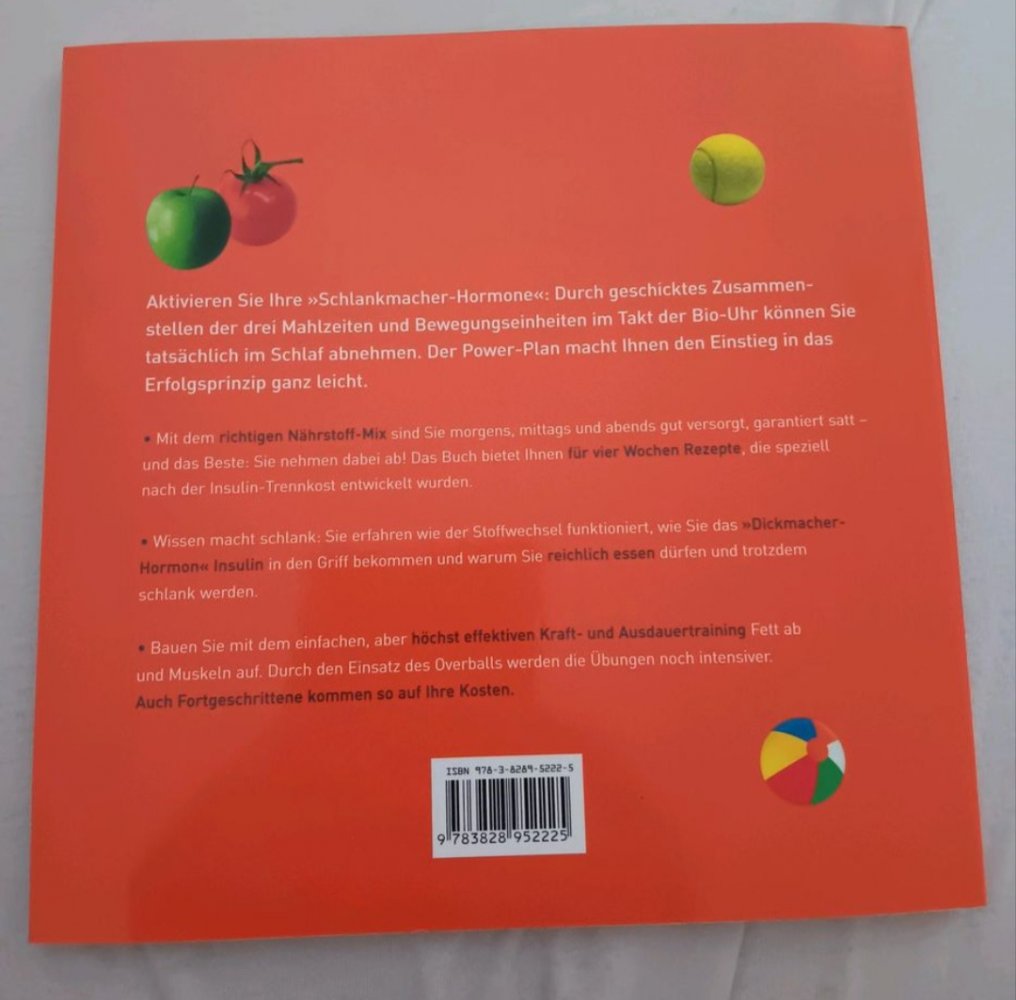 Aktivieren Sie Ihre »Schlankmacher-Hormone«: Durch geschicktes Zusammen-
stellen der drei Mahlzeiten und Bewegungseinheiten im Takt der Bio-Uhr können Sie
tatsächlich im Schlaf abnehmen. Der Power-Plan macht Ihnen den Einstieg in das
Erfolgsprinzip ganz leicht.
• Mit dem richtigen Nährstoff-Mix sind Sie morgens, mittags und abends gut versorgt, garantiert satt –
und das Beste: Sie nehmen dabei ab! Das Buch bietet Ihnen für vier Wochen Rezepte, die speziell
nach der Insulin-Trennkost entwickelt wurden.
• Wissen macht schlank: Sie erfahren wie der Stoffwechsel funktioniert, wie Sie das »Dickmacher-
Hormon« Insulin in den Griff bekommen und warum Sie reichlich essen dürfen und trotzdem
schlank werden.
• Bauen Sie mit dem einfachen, aber höchst effektiven Kraft- und Ausdauertraining Fett ab
und Muskeln auf. Durch den Einsatz des Overballs werden die Übungen noch intensiver.
Auch Fortgeschrittene kommen so auf Ihre Kosten.
ISBN 978-3-8289-5222-5
9 783828 952225